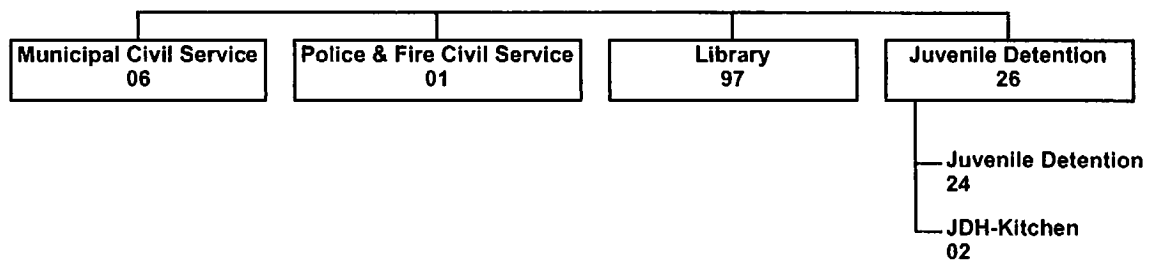 Municipal Civil Service
06
Police & Fire Civil Service
01
Library
97
Juvenile Detention
26
Juvenile Detention
24
JDH-Kitchen
02